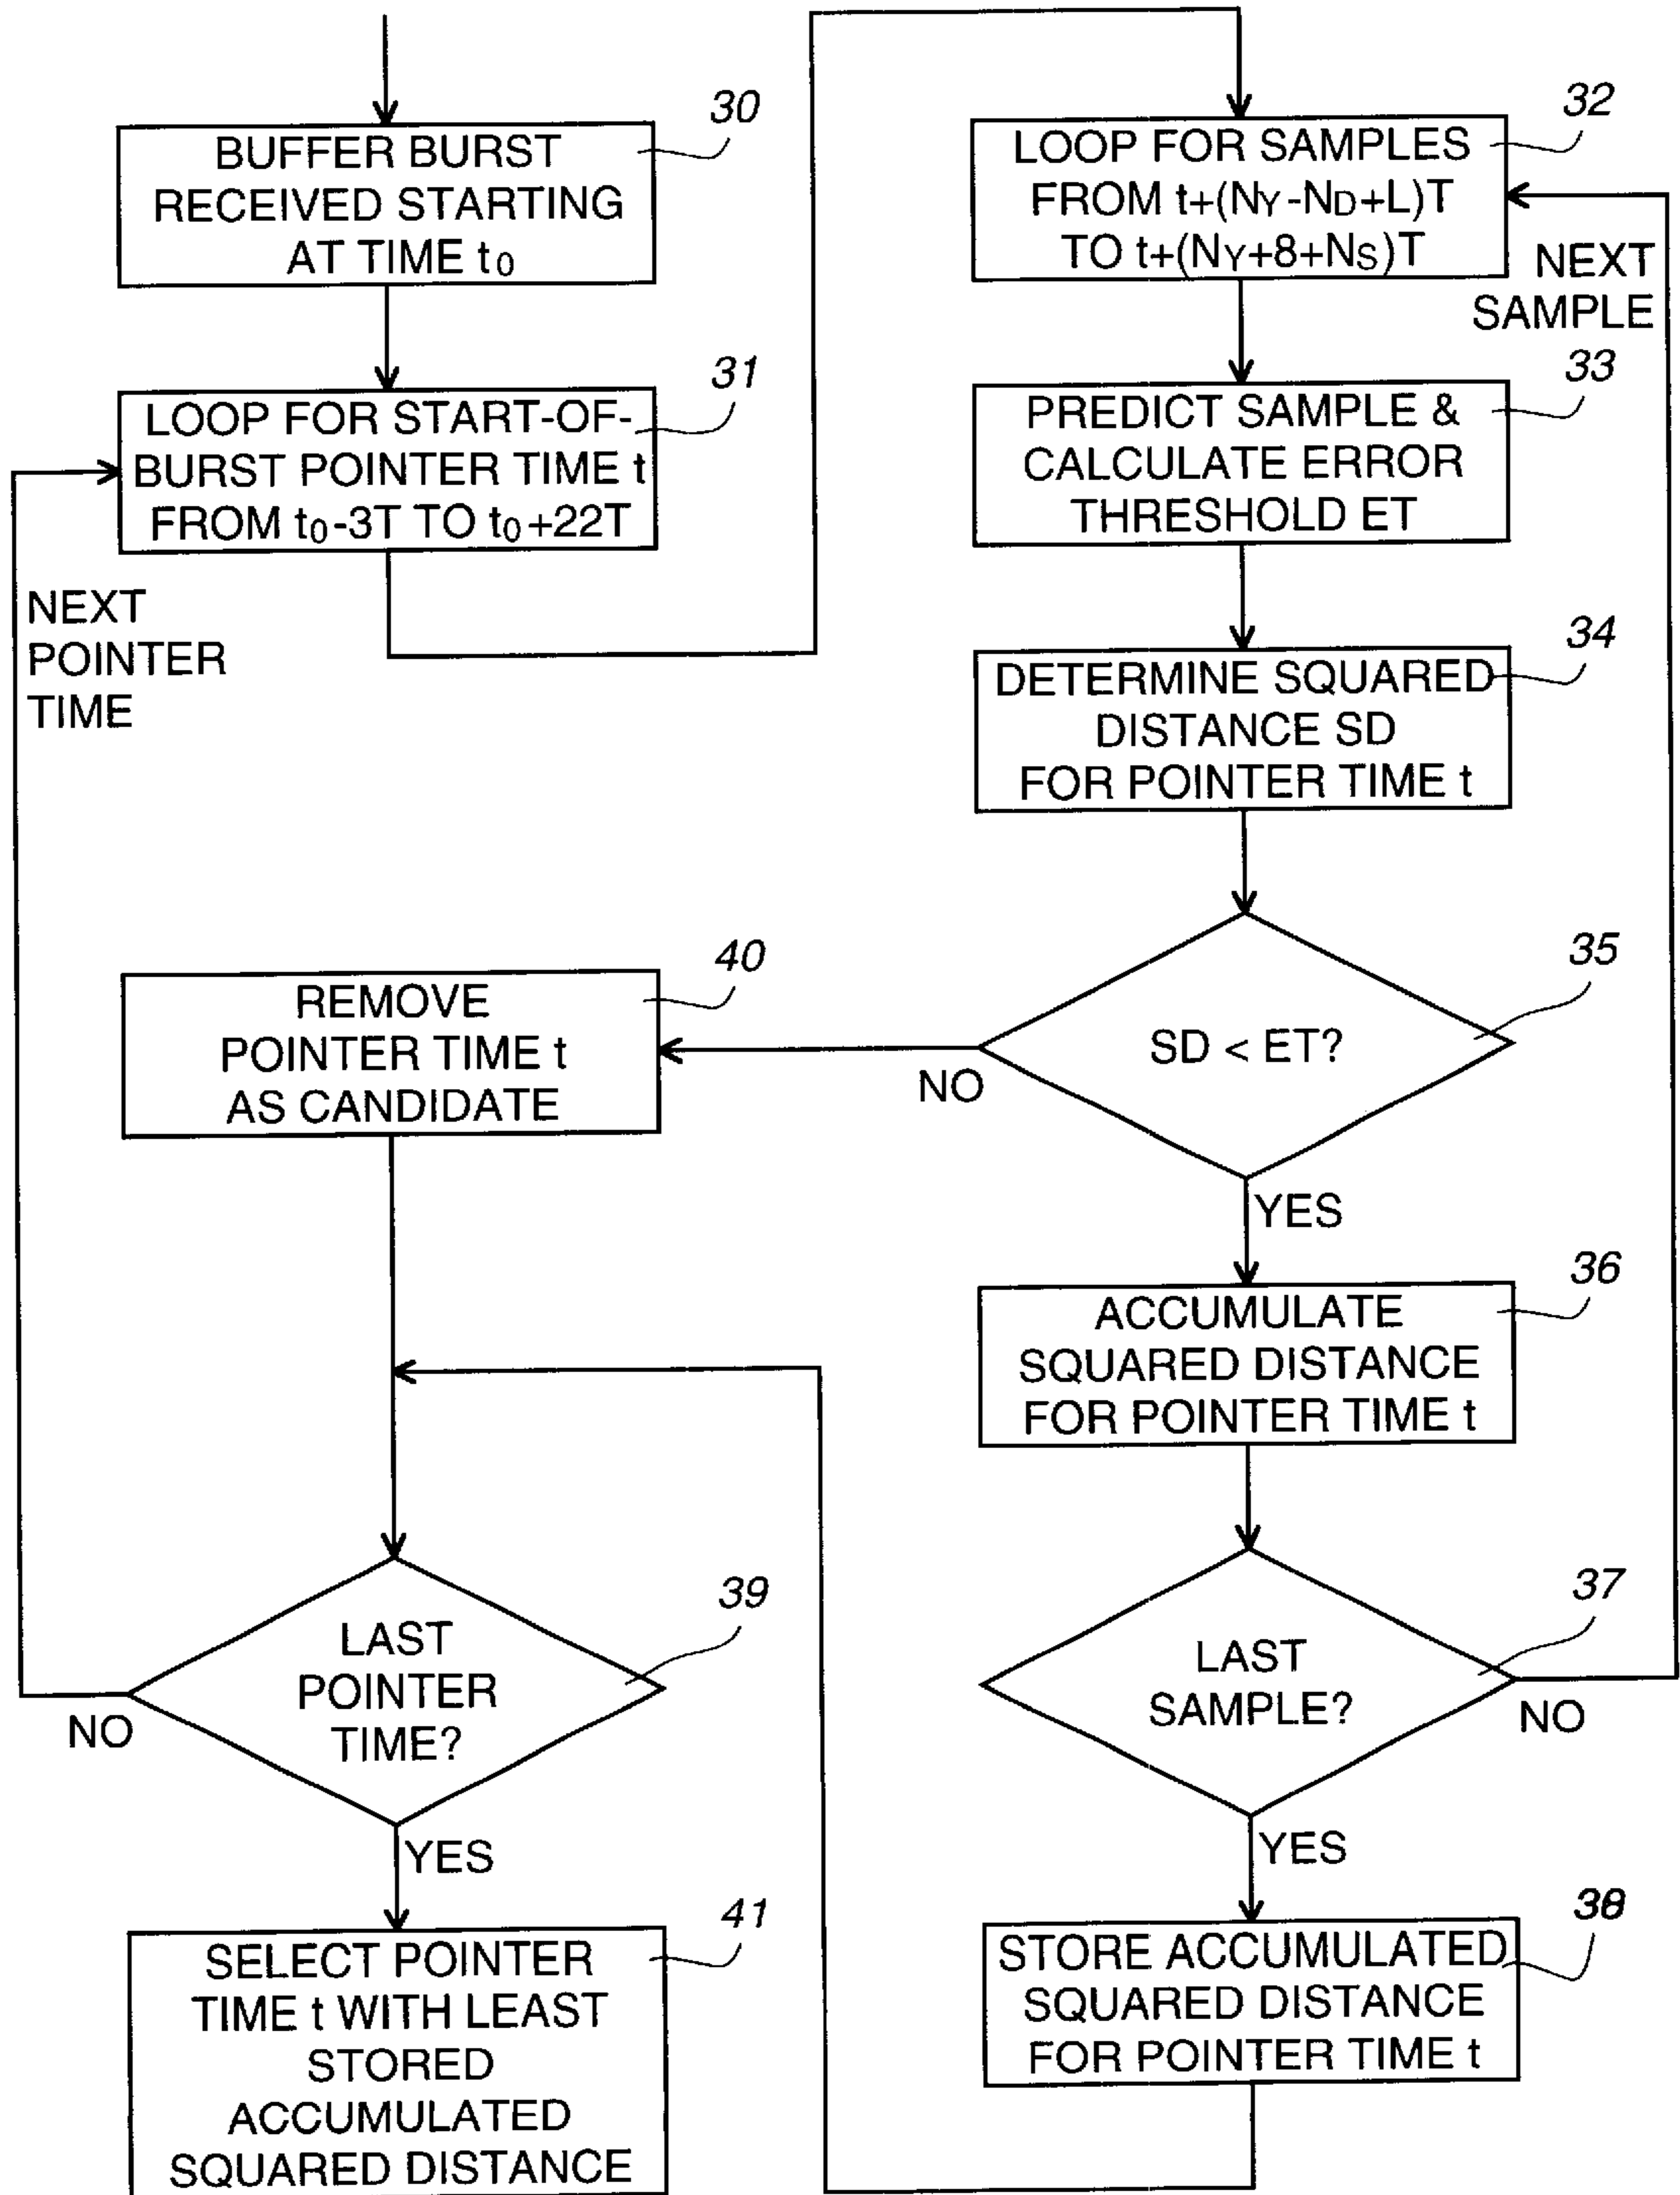 30
BUFFER BURST
RECEIVED STARTING
AT TIME t0
31
LOOP FOR START-OF-
BURST POINTER TIME t
FROM t0-3T TO t0+22T
NEXT
POINTER
TIME
32
LOOP FOR SAMPLES
FROM t+(NY-ND+L)T
TO t+(NY+8+NS)T
NEXT
SAMPLE
33
PREDICT SAMPLE &
CALCULATE ERROR
THRESHOLD ET
34
DETERMINE SQUARED
DISTANCE SD
FOR POINTER TIME t
35
SD < ET?
NO
YES
40
REMOVE
POINTER TIME t
AS CANDIDATE
36
ACCUMULATE
SQUARED DISTANCE
FOR POINTER TIME t
37
LAST
SAMPLE?
NO
YES
38
STORE ACCUMULATED
SQUARED DISTANCE
FOR POINTER TIME t
39
LAST
POINTER
TIME?
NO
YES
41
SELECT POINTER
TIME t WITH LEAST
STORED
ACCUMULATED
SQUARED DISTANCE